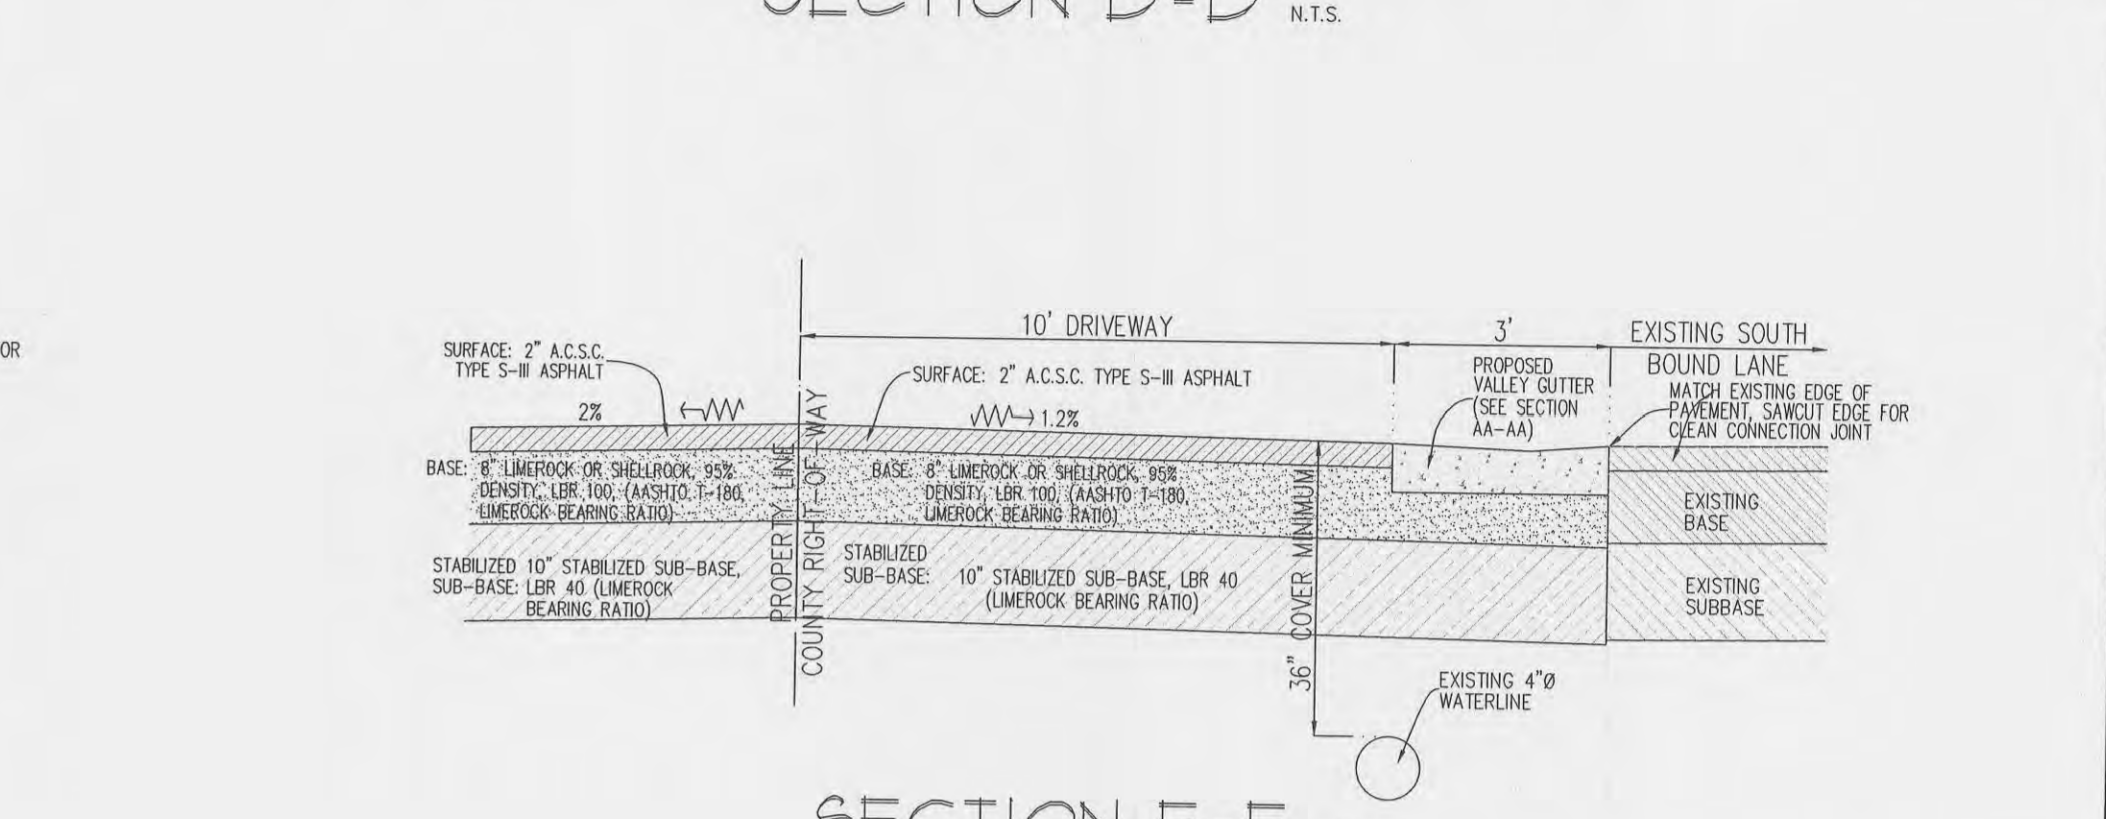 SECTION D-D N.T.S.
OR
10' DRIVEWAY
3'
EXISTING SOUTH
BOUND LANE
SURFACE: 2" A.C.S.C.
TYPE S-III ASPHALT
SURFACE: 2" A.C.S.C. TYPE S-III ASPHALT
PROPOSED
VALLEY GUTTER
(SEE SECTION
AA-AA)
MATCH EXISTING EDGE OF
PAVEMENT, SAWCUT EDGE FOR
CLEAN CONNECTION JOINT
2%
1.2%
PROPERTY LINE
COUNTY RIGHT-OF-WAY
BASE: 8" LIMEROCK OR SHELLROCK, 95%
DENSITY, LBR 100, (AASHTO T-180,
LIMEROCK BEARING RATIO)
BASE: 8" LIMEROCK OR SHELLROCK, 95%
DENSITY, LBR 100, (AASHTO T-180,
LIMEROCK BEARING RATIO)
36" COVER MINIMUM
EXISTING
BASE
STABILIZED 10" STABILIZED SUB-BASE,
SUB-BASE: LBR 40 (LIMEROCK
BEARING RATIO)
STABILIZED
SUB-BASE: 10" STABILIZED SUB-BASE, LBR 40
(LIMEROCK BEARING RATIO)
EXISTING
SUBBASE
EXISTING 4"Ø
WATERLINE
SECTION